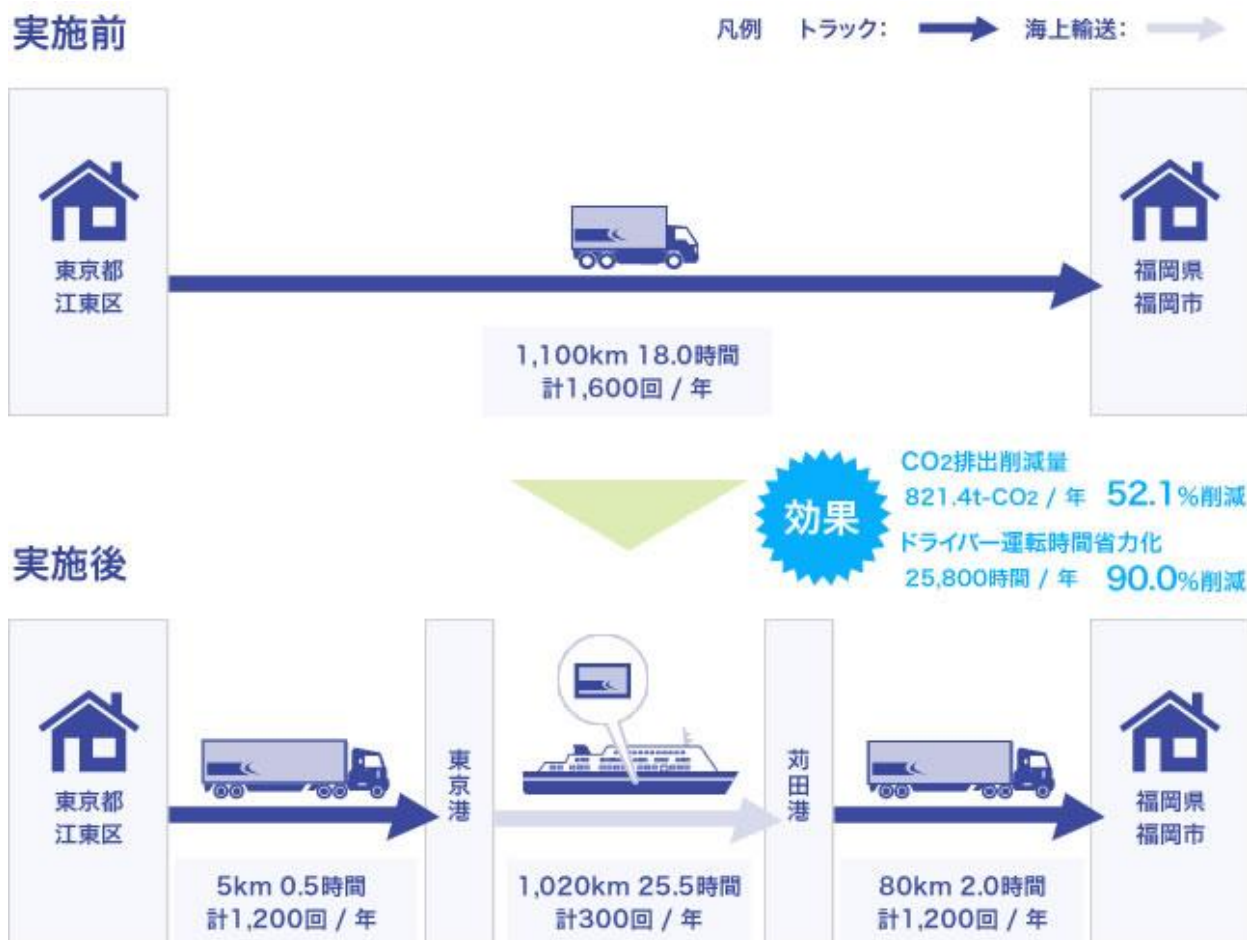 実施前
凡例 トラック: 海上輸送:
東京都
江東区
福岡県
福岡市
1,100km 18.0時間
計1,600回 / 年
効果
CO2排出削減量
821.4t-CO2 / 年 52.1%削減
ドライバー運転時間省力化
25,800時間 / 年 90.0%削減
実施後
東京都
江東区
東京港
苅田港
福岡県
福岡市
5km 0.5時間
計1,200回 / 年
1,020km 25.5時間
計300回 / 年
80km 2.0時間
計1,200回 / 年